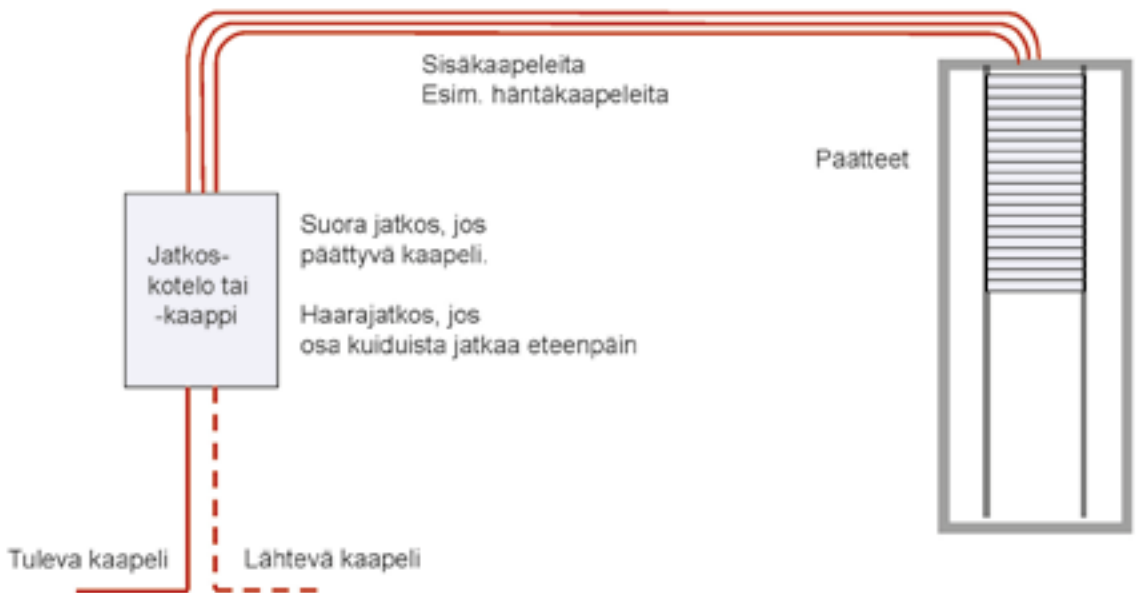 Sisäkaapeleita
Esim. häntäkaapeleita
Päätteet
Suora jatkos, jos
päättyvä kaapeli.
Jatkos-
kotelo tai
-kaappi
Haarajatkos, jos
osa kuiduista jatkaa eteenpäin
Tuleva kaapeli
Lähtevä kaapeli